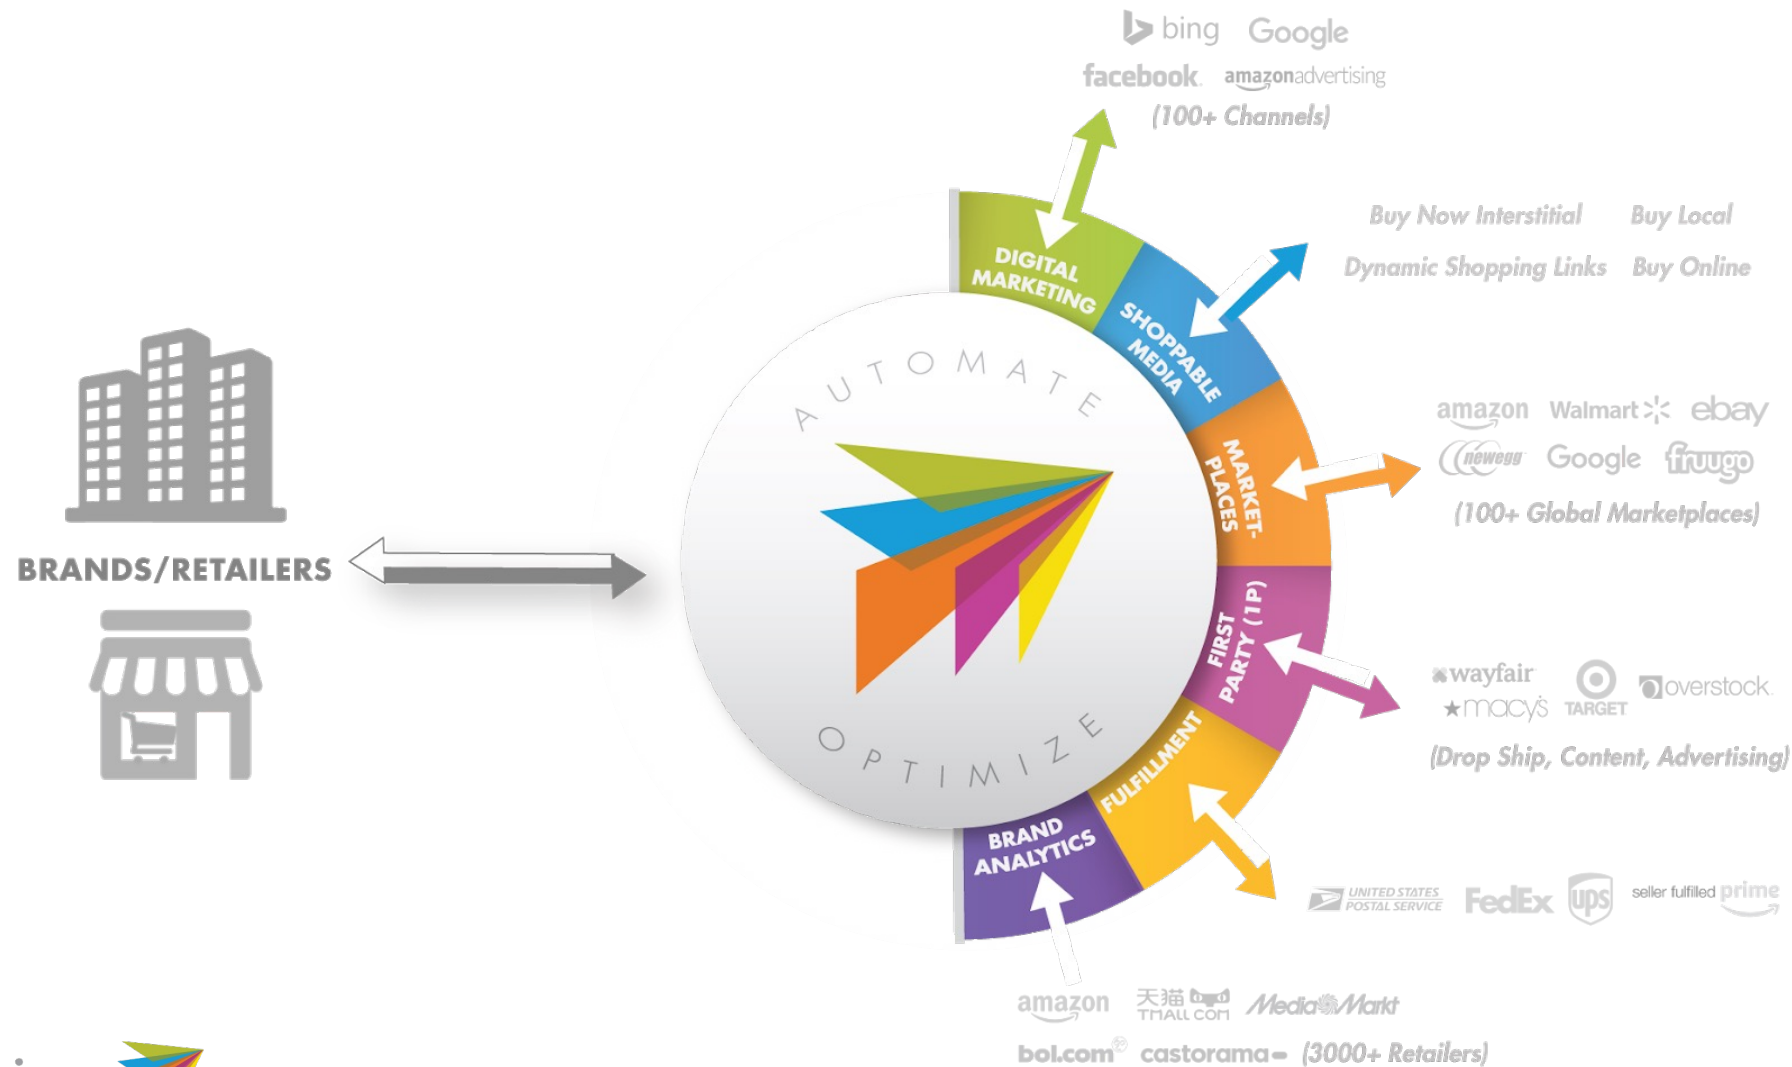 bing Google
facebook. amazonadvertising
(100+ Channels)
Buy Now Interstitial Buy Local
Dynamic Shopping Links Buy Online
DIGITAL
MARKETING
SHOPPABLE
MEDIA
MARKET-
PLACES
FIRST
PARTY (1P)
FULFILLMENT
BRAND
ANALYTICS
AUTOMATE
OPTIMIZE
BRANDS/RETAILERS
amazon Walmart ebay
newegg Google fruugo
(100+ Global Marketplaces)
wayfair TARGET overstock.
macy's
(Drop Ship, Content, Advertising)
UNITED STATES
POSTAL SERVICE
FedEx ups seller fulfilled prime
amazon 天猫 MediaMarkt
TMALL.COM
bol.com castorama (3000+ Retailers)